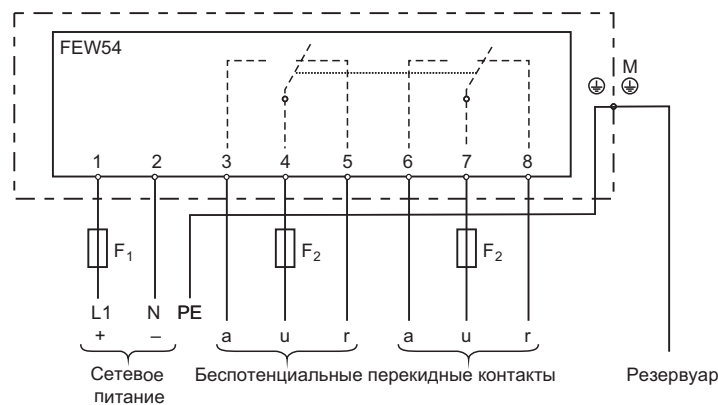 FEW54
M
1 2 3 4 5 6 7 8
F1 F2 F2
L1 N PE
+ – a u r a u r
Сетевое питание
Беспотенциальные перекидные контакты
Резервуар